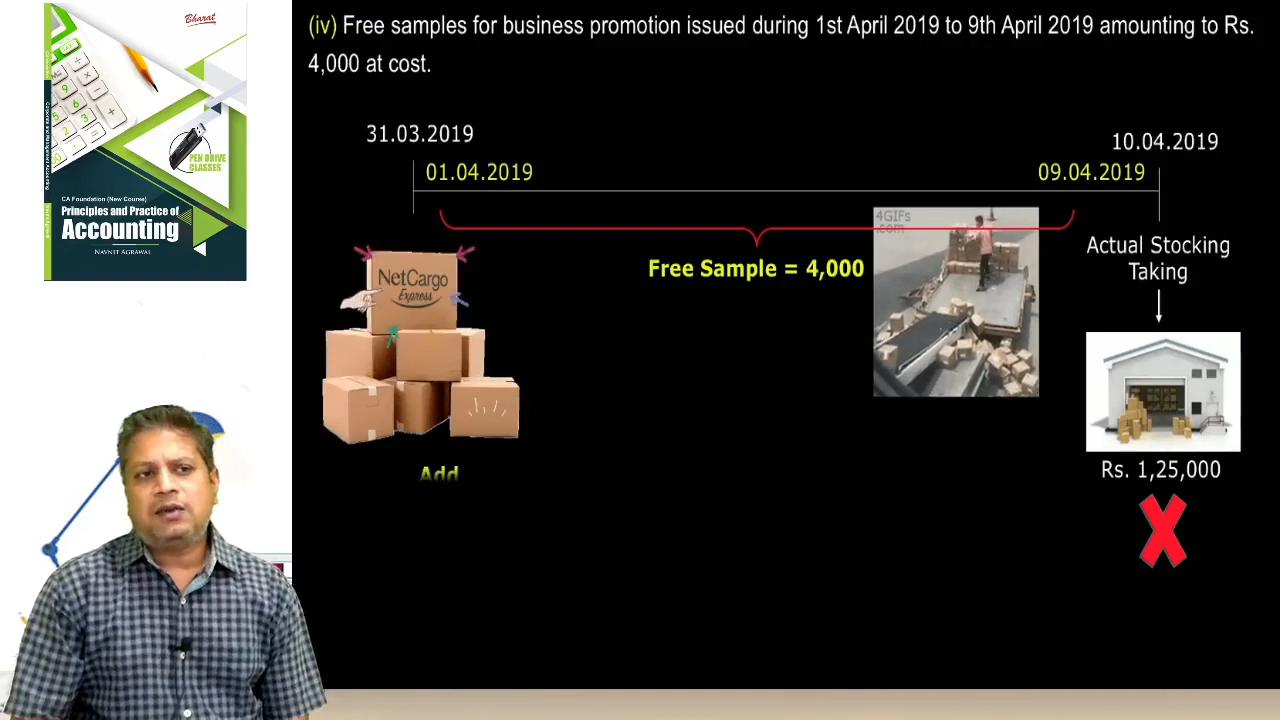 (iv) Free samples for business promotion issued during 1st April 2019 to 9th April 2019 amounting to Rs.
4,000 at cost.
31.03.2019
10.04.2019
01.04.2019
09.04.2019
4GIFs
.com
Free Sample = 4,000
Actual Stocking
Taking
NetCargo
Express
Rs. 1,25,000
Add
Bharat
PEN DRIVE
CLASSES
CA Foundation (New Course)
Principles and Practice of
Accounting
NAVNIT AGRAWAL